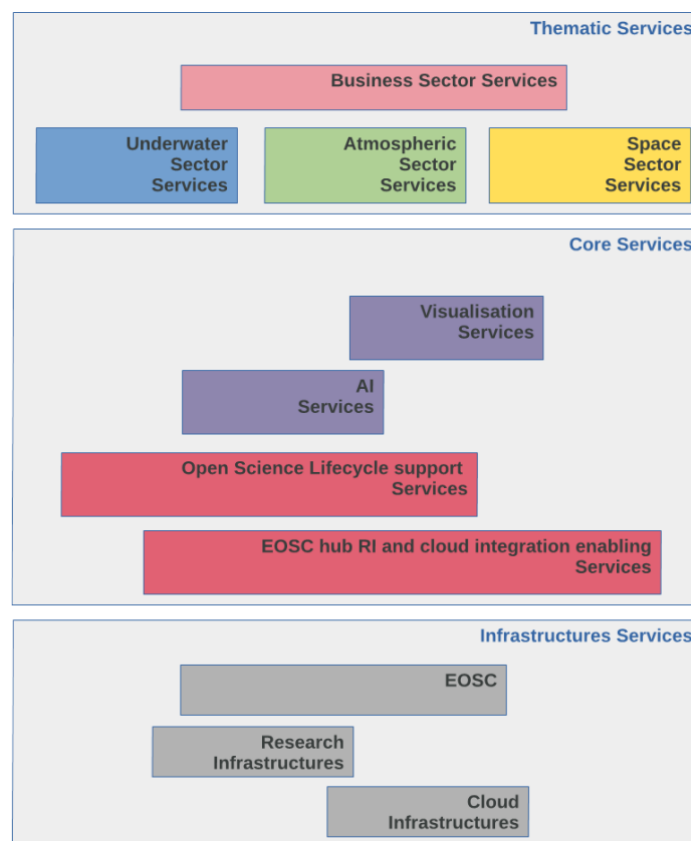 Thematic Services
Business Sector Services
Underwater
Sector
Services
Atmospheric
Sector
Services
Space
Sector
Services
Core Services
Visualisation
Services
AI
Services
Open Science Lifecycle support
Services
EOSC hub RI and cloud integration enabling
Services
Infrastructures Services
EOSC
Research
Infrastructures
Cloud
Infrastructures